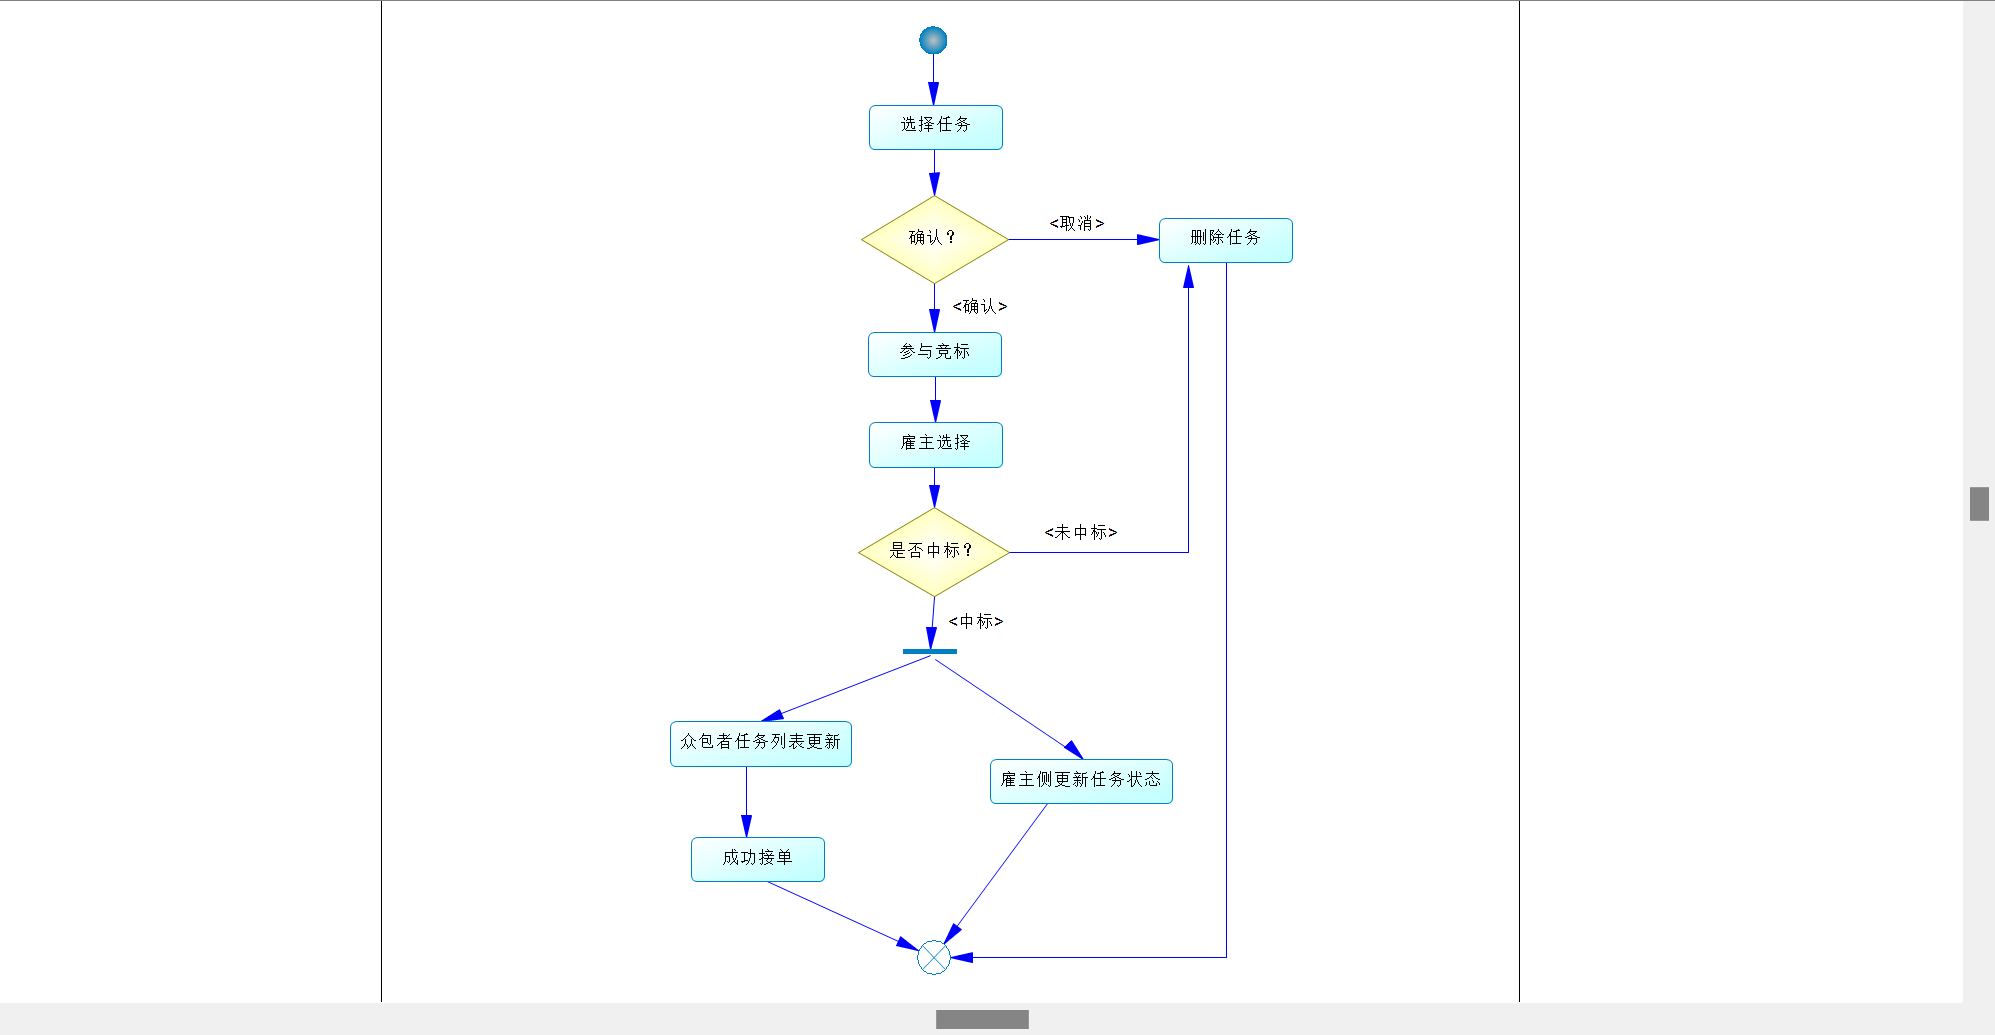 选择任务
确认?
<取消>
删除任务
<确认>
参与竞标
雇主选择
是否中标?
<未中标>
<中标>
众包者任务列表更新
雇主侧更新任务状态
成功接单